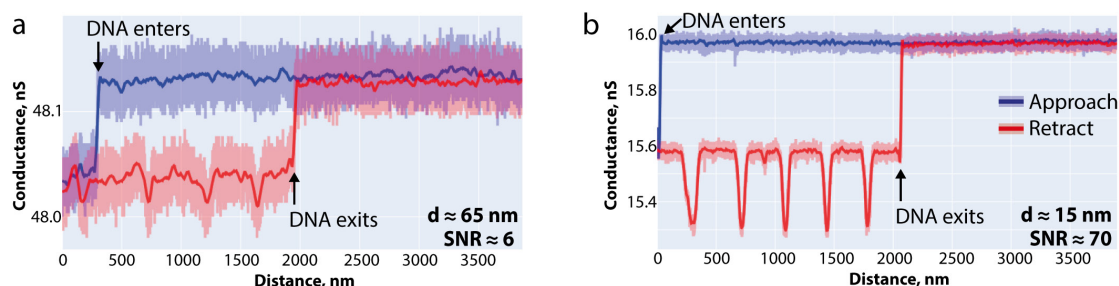 a
DNA enters
Conductance, nS
48.1
48.0
DNA exits
d ≈ 65 nm
SNR ≈ 6
0 500 1000 1500 2000 2500 3000 3500
Distance, nm
b
DNA enters
Conductance, nS
16.0
15.8
15.6
15.4
Approach
Retract
DNA exits
d ≈ 15 nm
SNR ≈ 70
0 500 1000 1500 2000 2500 3000 3500
Distance, nm